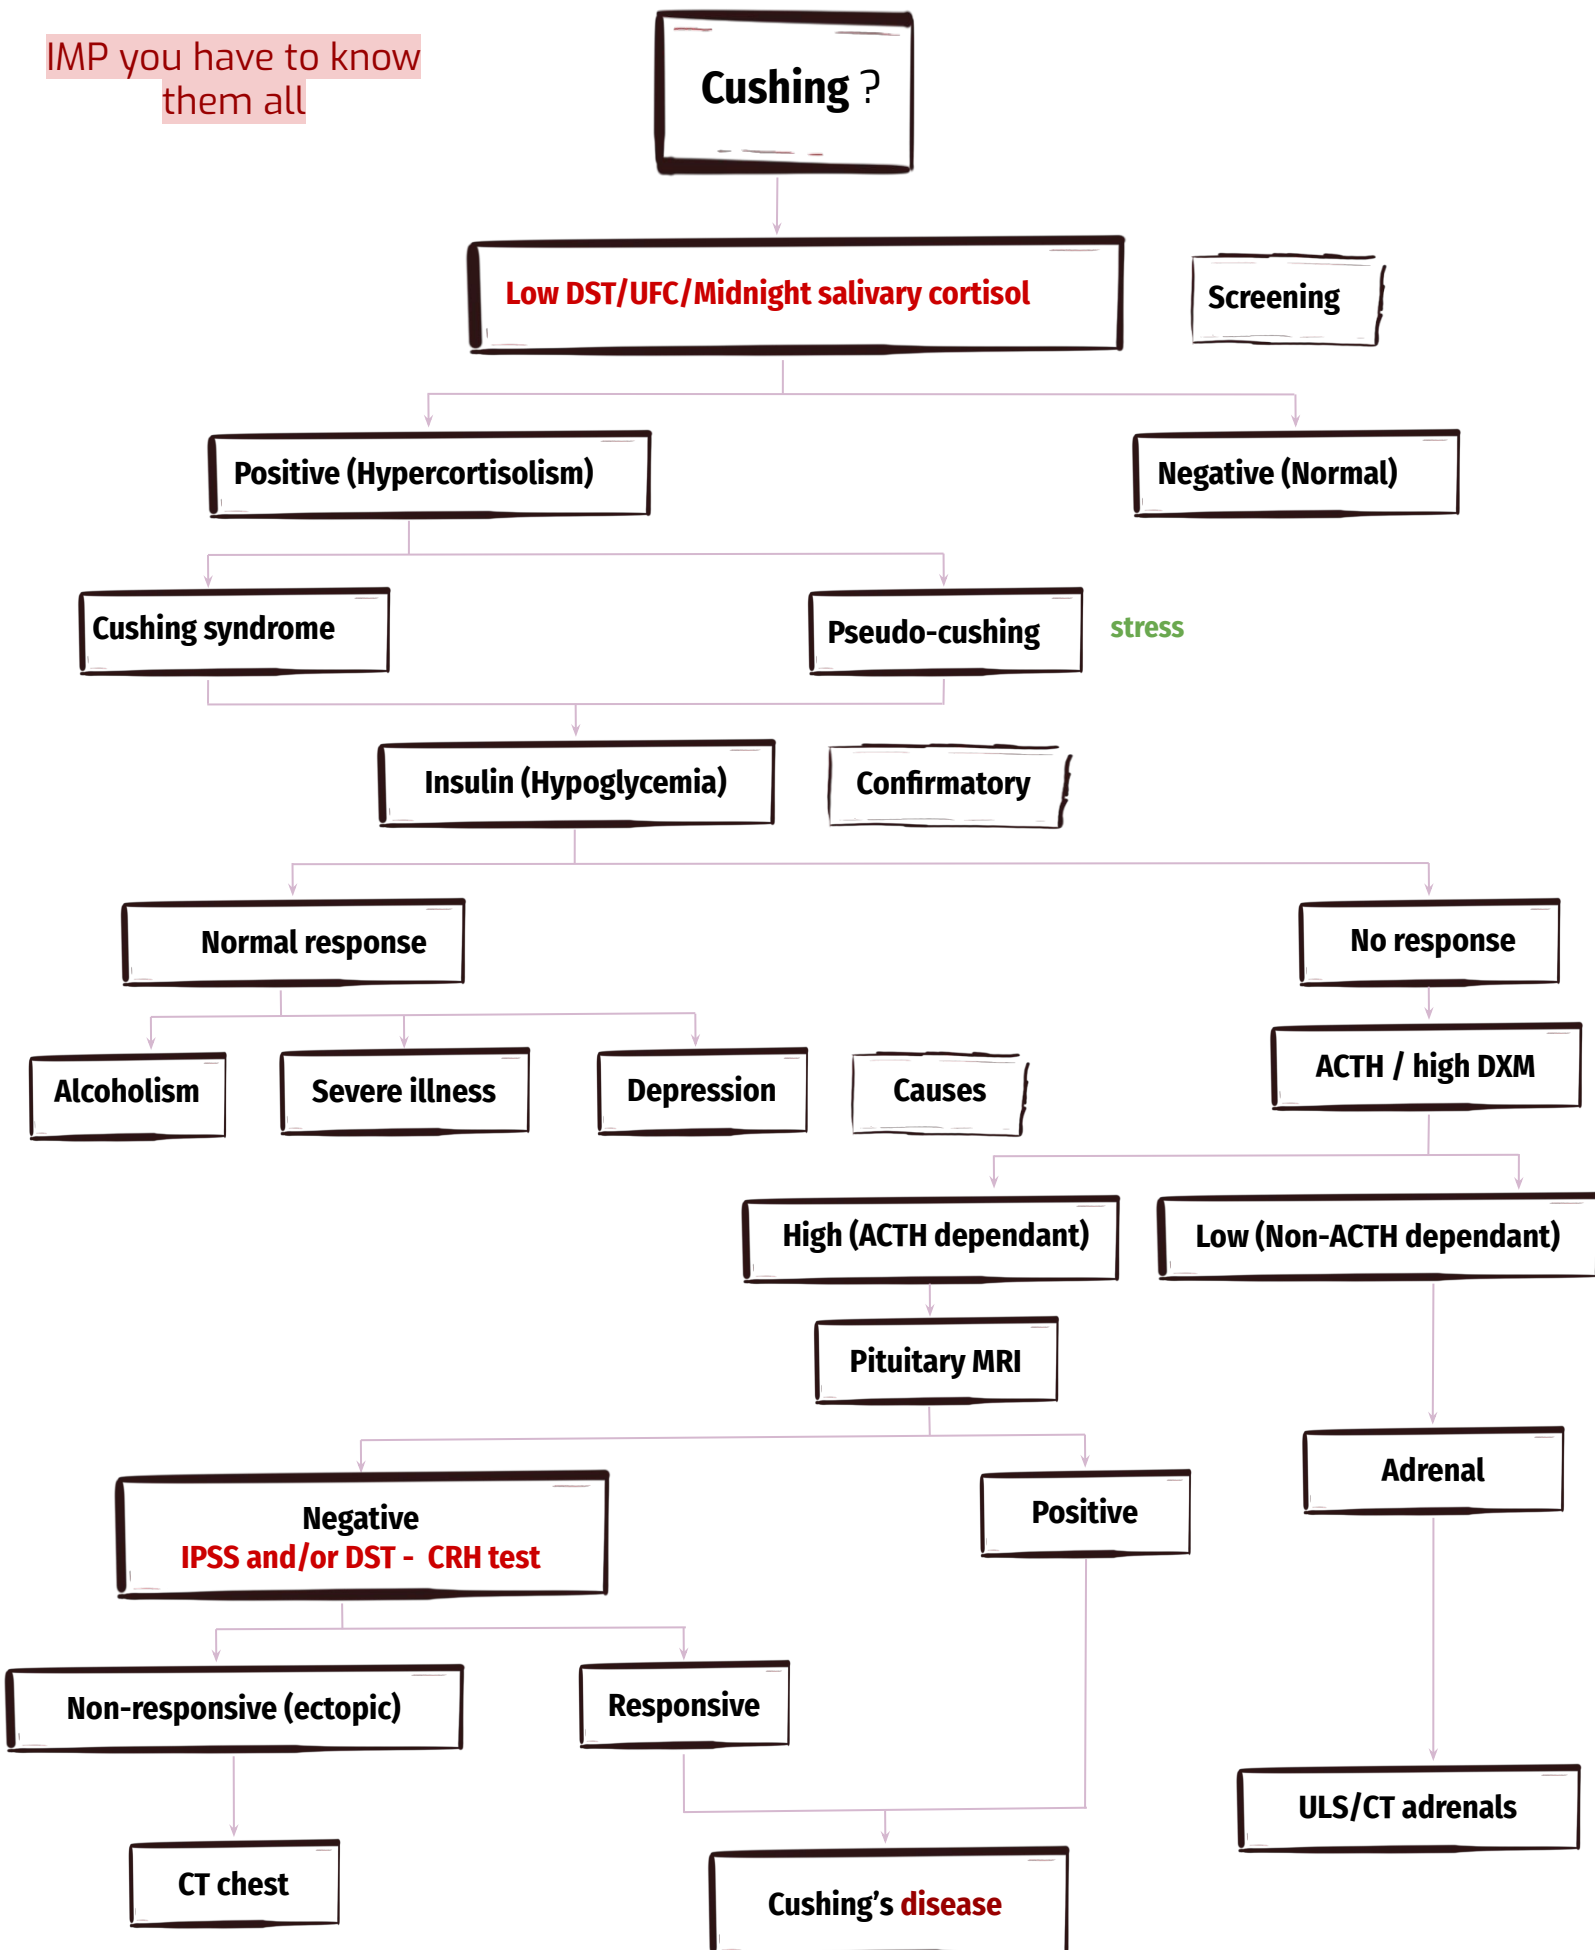 IMP you have to know
them all
Cushing ?
Low DST/UFC/Midnight salivary cortisol
Screening
Positive (Hypercortisolism)
Negative (Normal)
Cushing syndrome
Pseudo-cushing
stress
Insulin (Hypoglycemia)
Confirmatory
Normal response
No response
Alcoholism
Severe illness
Depression
Causes
ACTH / high DXM
High (ACTH dependant)
Low (Non-ACTH dependant)
Pituitary MRI
Negative
IPSS and/or DST - CRH test
Positive
Adrenal
Non-responsive (ectopic)
Responsive
ULS/CT adrenals
CT chest
Cushing’s disease